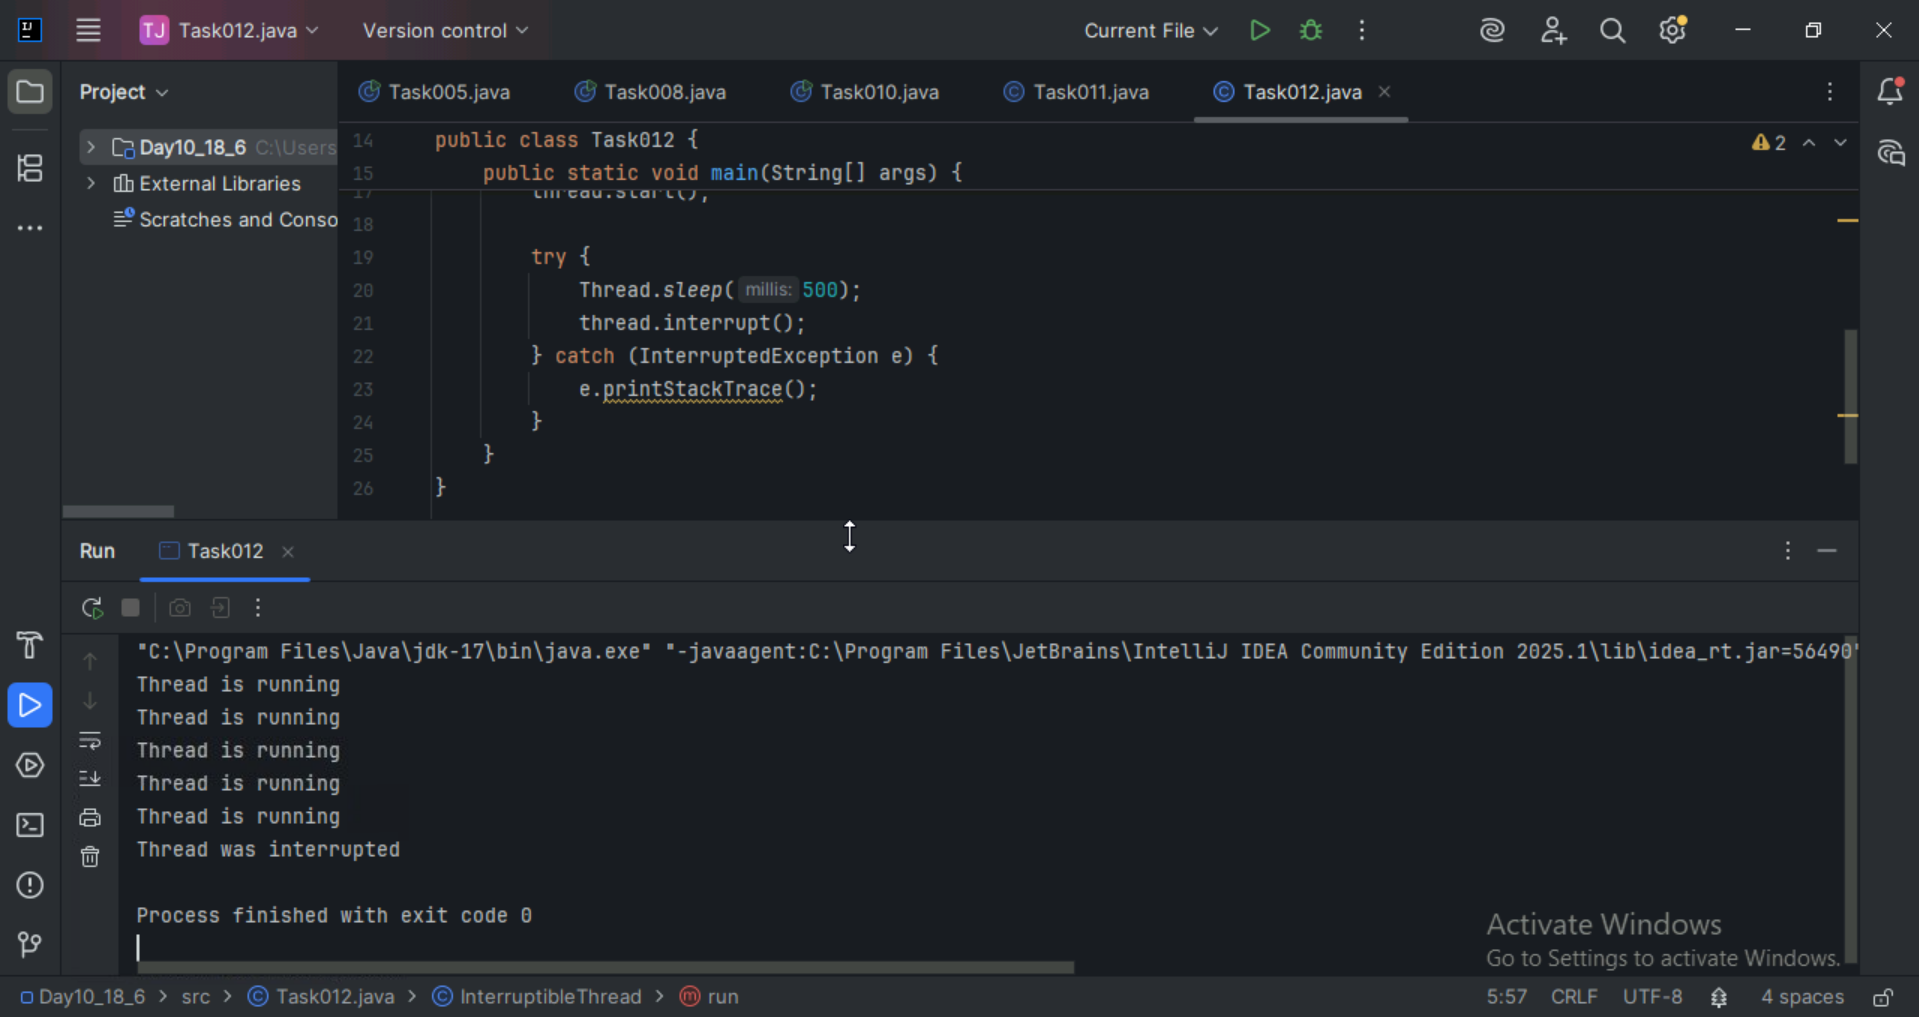 TJ Task012.java Version control Current File
Project
Task005.java Task008.java Task010.java Task011.java Task012.java
Day10_18_6 C:\Users
External Libraries
Scratches and Conso
2
14 public class Task012 {
15 public static void main(String[] args) {
17 thread.start();
18
19 try {
20 Thread.sleep( millis: 500);
21 thread.interrupt();
22 } catch (InterruptedException e) {
23 e.printStackTrace();
24 }
25 }
26 }
Run Task012
"C:\Program Files\Java\jdk-17\bin\java.exe" "-javaagent:C:\Program Files\JetBrains\IntelliJ IDEA Community Edition 2025.1\lib\idea_rt.jar=56490"
Thread is running
Thread is running
Thread is running
Thread is running
Thread is running
Thread was interrupted
Process finished with exit code 0
Activate Windows
Go to Settings to activate Windows.
Day10_18_6 > src > Task012.java > InterruptibleThread > run
5:57 CRLF UTF-8 4 spaces